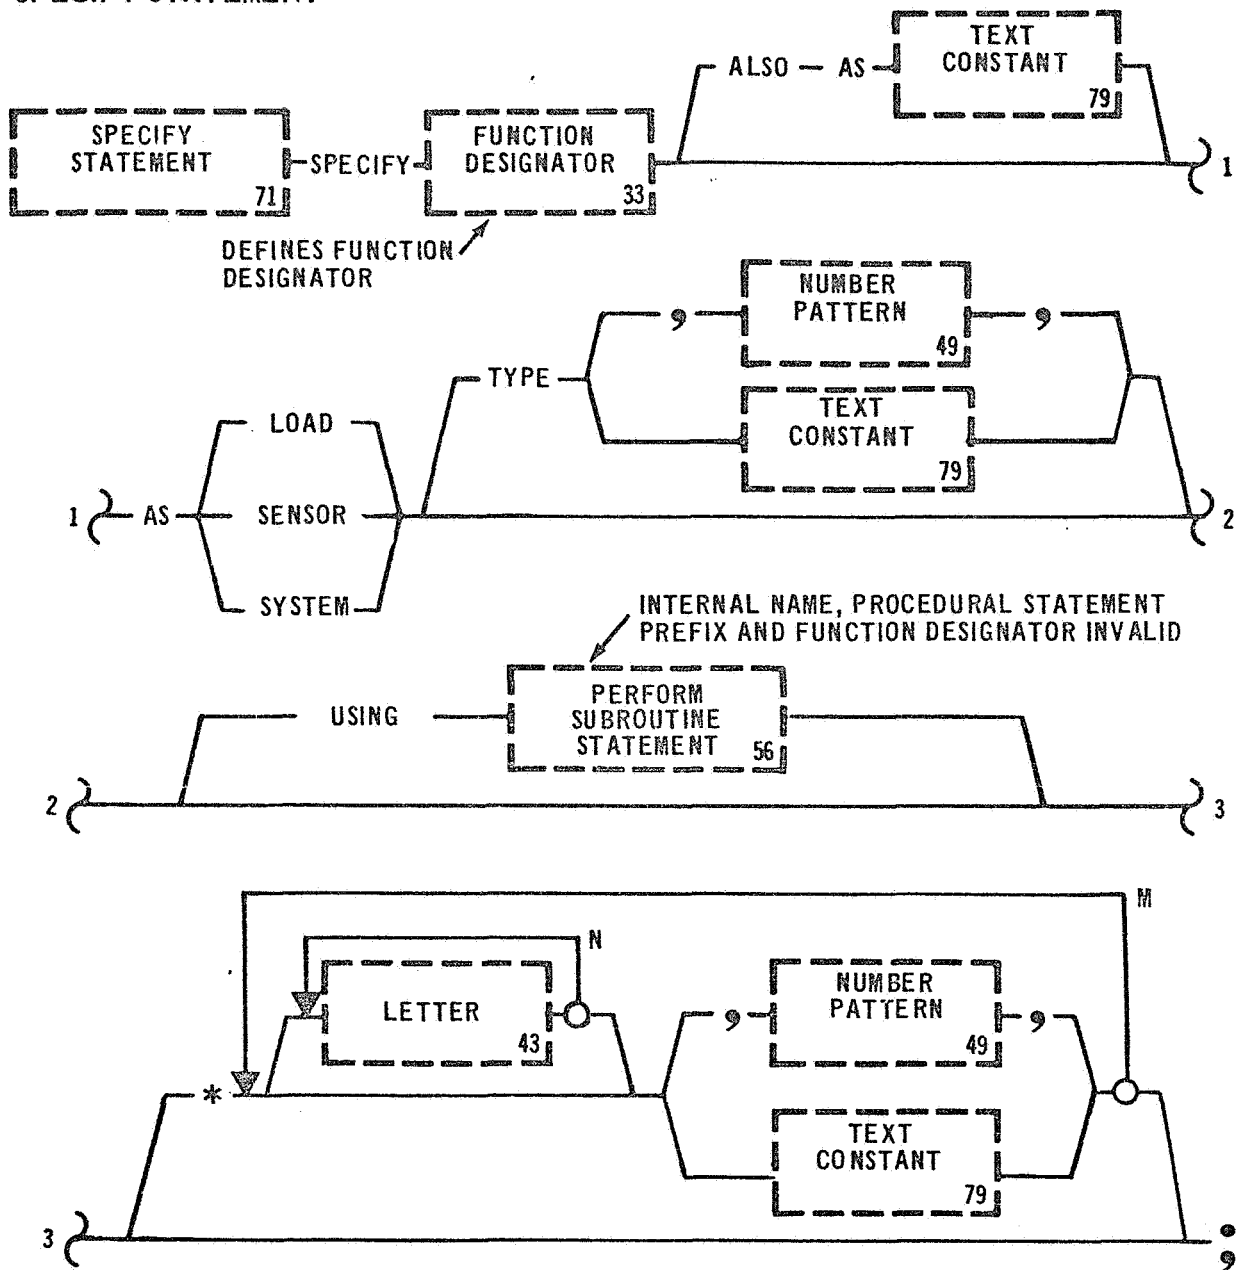 SPECIFY STATEMENT
TEXT
CONSTANT
79
ALSO — AS
SPECIFY
STATEMENT
71
SPECIFY
FUNCTION
DESIGNATOR
33
1
DEFINES FUNCTION
DESIGNATOR
NUMBER
PATTERN
49
, ,
TYPE
TEXT
CONSTANT
79
LOAD
1 AS SENSOR 2
SYSTEM
INTERNAL NAME, PROCEDURAL STATEMENT
PREFIX AND FUNCTION DESIGNATOR INVALID
USING
PERFORM
SUBROUTINE
STATEMENT
56
2 3
M
N
LETTER
43
, ,
NUMBER
PATTERN
49
*
TEXT
CONSTANT
79
3 ;